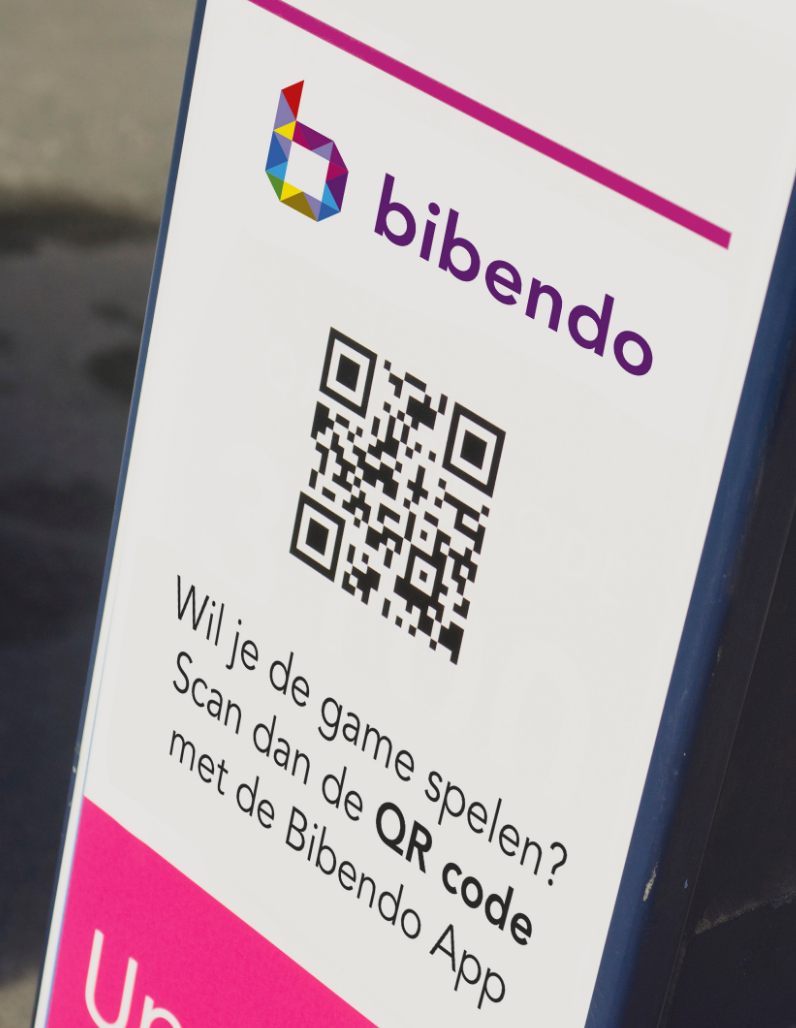 bibendo
Wil je de game spelen?
Scan dan de QR code
met de Bibendo App